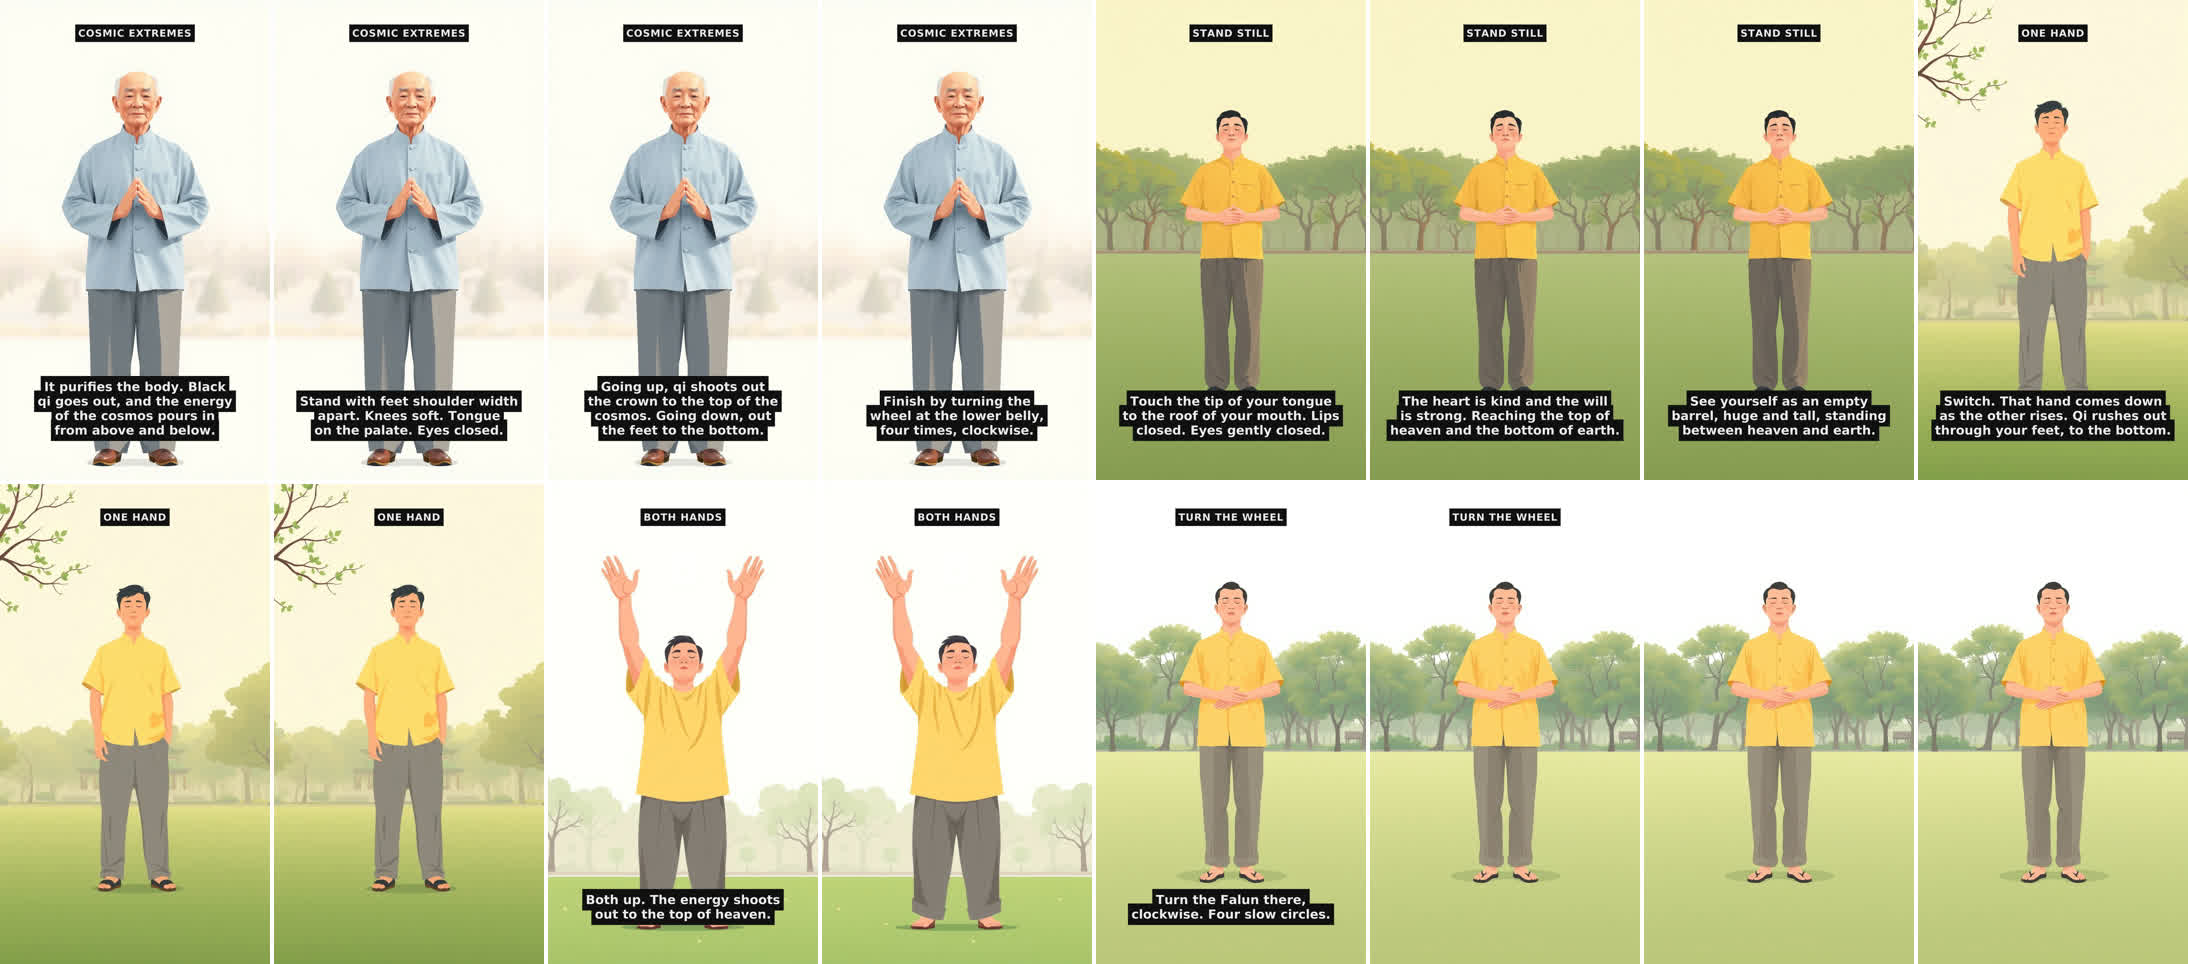 COSMIC EXTREMES
It purifies the body. Black
qi goes out, and the energy
of the cosmos pours in
from above and below.
COSMIC EXTREMES
Stand with feet shoulder width
apart. Knees soft. Tongue
on the palate. Eyes closed.
COSMIC EXTREMES
Going up, qi shoots out
the crown to the top of the
cosmos. Going down, out
the feet to the bottom.
COSMIC EXTREMES
Finish by turning the
wheel at the lower belly,
four times, clockwise.
STAND STILL
Touch the tip of your tongue
to the roof of your mouth. Lips
closed. Eyes gently closed.
STAND STILL
The heart is kind and the will
is strong. Reaching the top of
heaven and the bottom of earth.
STAND STILL
See yourself as an empty
barrel, huge and tall, standing
between heaven and earth.
ONE HAND
Switch. That hand comes down
as the other rises. Qi rushes out
through your feet, to the bottom.
ONE HAND
ONE HAND
BOTH HANDS
Both up. The energy shoots
out to the top of heaven.
BOTH HANDS
TURN THE WHEEL
Turn the Falun there,
clockwise. Four slow circles.
TURN THE WHEEL